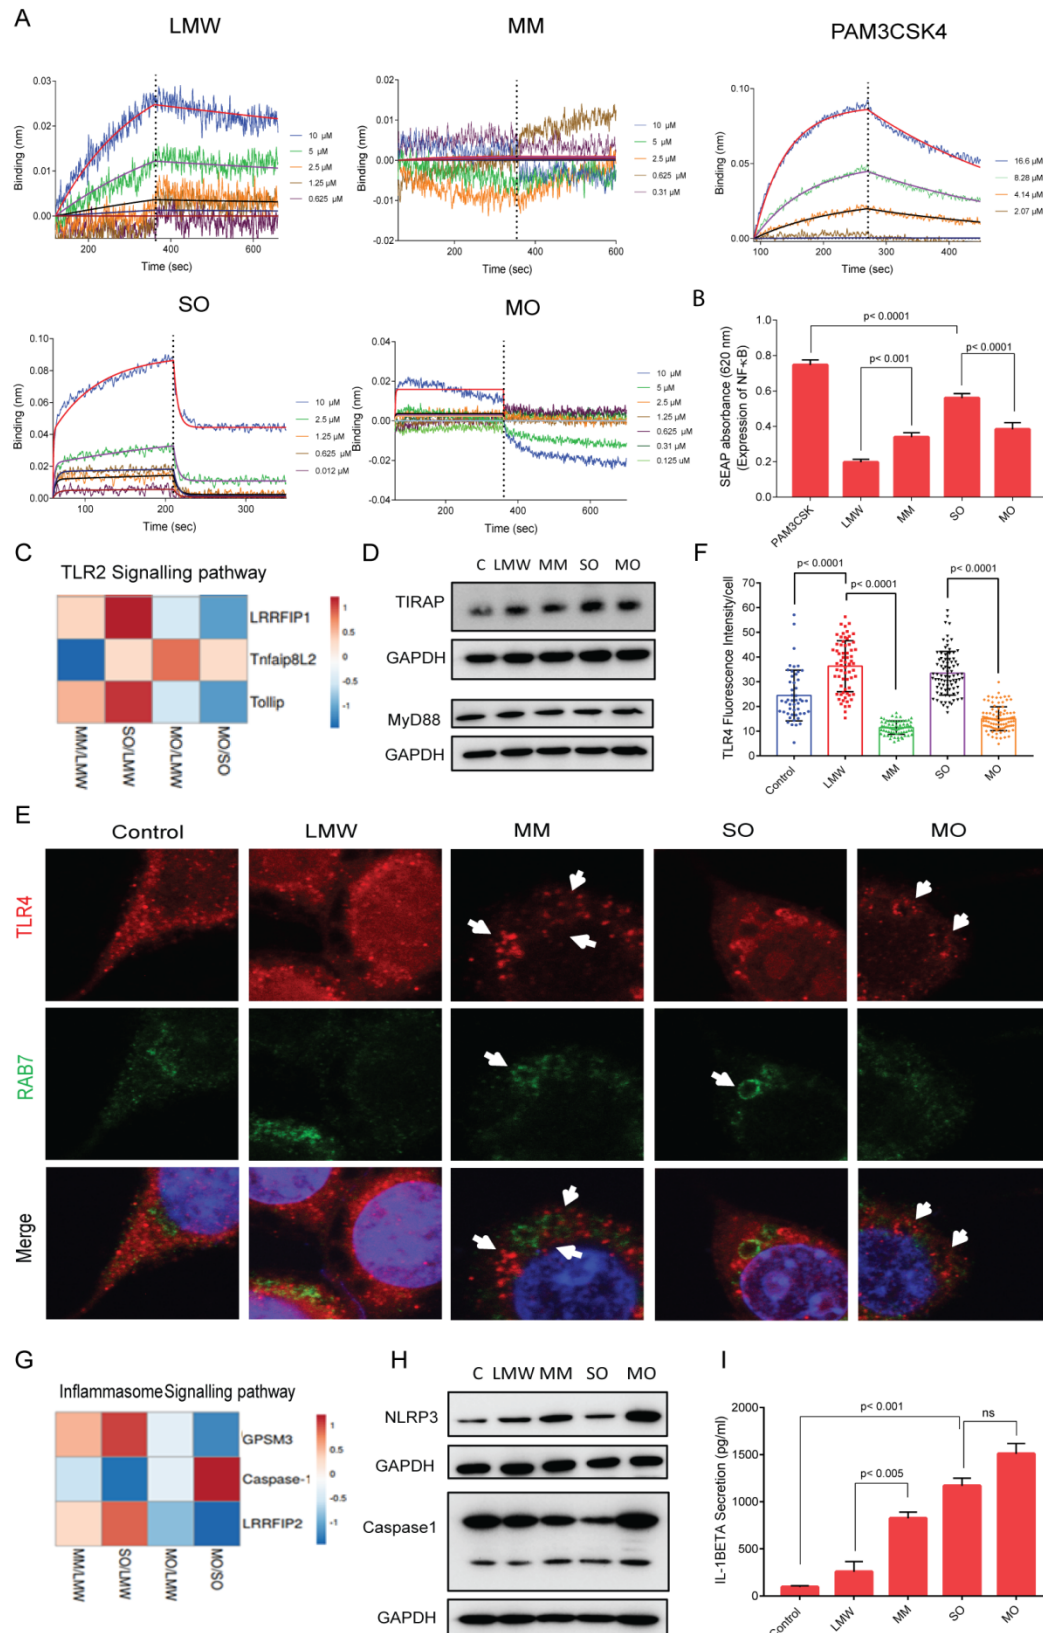 A
LMW
MM
PAM3CSK4
Binding (nm)
0.03
0.02
0.01
0.00
200
400
600
Time (sec)
10 µM
5 µM
2.5 µM
1.25 µM
0.625 µM
Binding (nm)
0.02
0.01
0.00
-0.01
-0.02
200
400
600
Time (sec)
10 µM
5 µM
2.5 µM
0.625 µM
0.31 µM
Binding (nm)
0.10
0.05
0.00
100
200
300
400
Time (sec)
16.6 µM
8.28 µM
4.14 µM
2.07 µM
SO
MO
Binding (nm)
0.10
0.08
0.06
0.04
0.02
0.00
100
200
300
Time (sec)
10 µM
2.5 µM
1.25 µM
0.625 µM
0.012 µM
Binding (nm)
0.04
0.02
0.00
-0.02
-0.04
100
200
300
400
500
600
700
Time (sec)
10 µM
5 µM
2.5 µM
1.25 µM
0.625 µM
0.31 µM
0.125 uM
B
SEAP absorbance (620 nm)
(Expression of NF-κB)
1.0
0.8
0.6
0.4
0.2
0.0
p< 0.0001
p< 0.001
p< 0.0001
PAM3CSK
LMW
MM
SO
MO
C
TLR2 Signalling pathway
LRRFIP1
Tnfaip8L2
Tollip
1
0.5
0
-0.5
-1
MM/LMW
SO/LMW
MO/LMW
MO/SO
D
C LMW MM SO MO
TIRAP
GAPDH
MyD88
GAPDH
F
TLR4 Fluorescence Intensity/cell
70
60
50
40
30
20
10
0
p< 0.0001
p< 0.0001
p< 0.0001
Control
LMW
MM
SO
MO
E
Control
LMW
MM
SO
MO
TLR4
RAB7
Merge
G
Inflammasome Signalling pathway
GPSM3
Caspase-1
LRRFIP2
1
0.5
0
-0.5
-1
MM/LMW
SO/LMW
MO/LMW
MO/SO
H
C LMW MM SO MO
NLRP3
GAPDH
Caspase1
GAPDH
I
IL-1BETA Secretion (pg/ml)
2000
1500
1000
500
0
p< 0.001
ns
p< 0.005
Control
LMW
MM
SO
MO